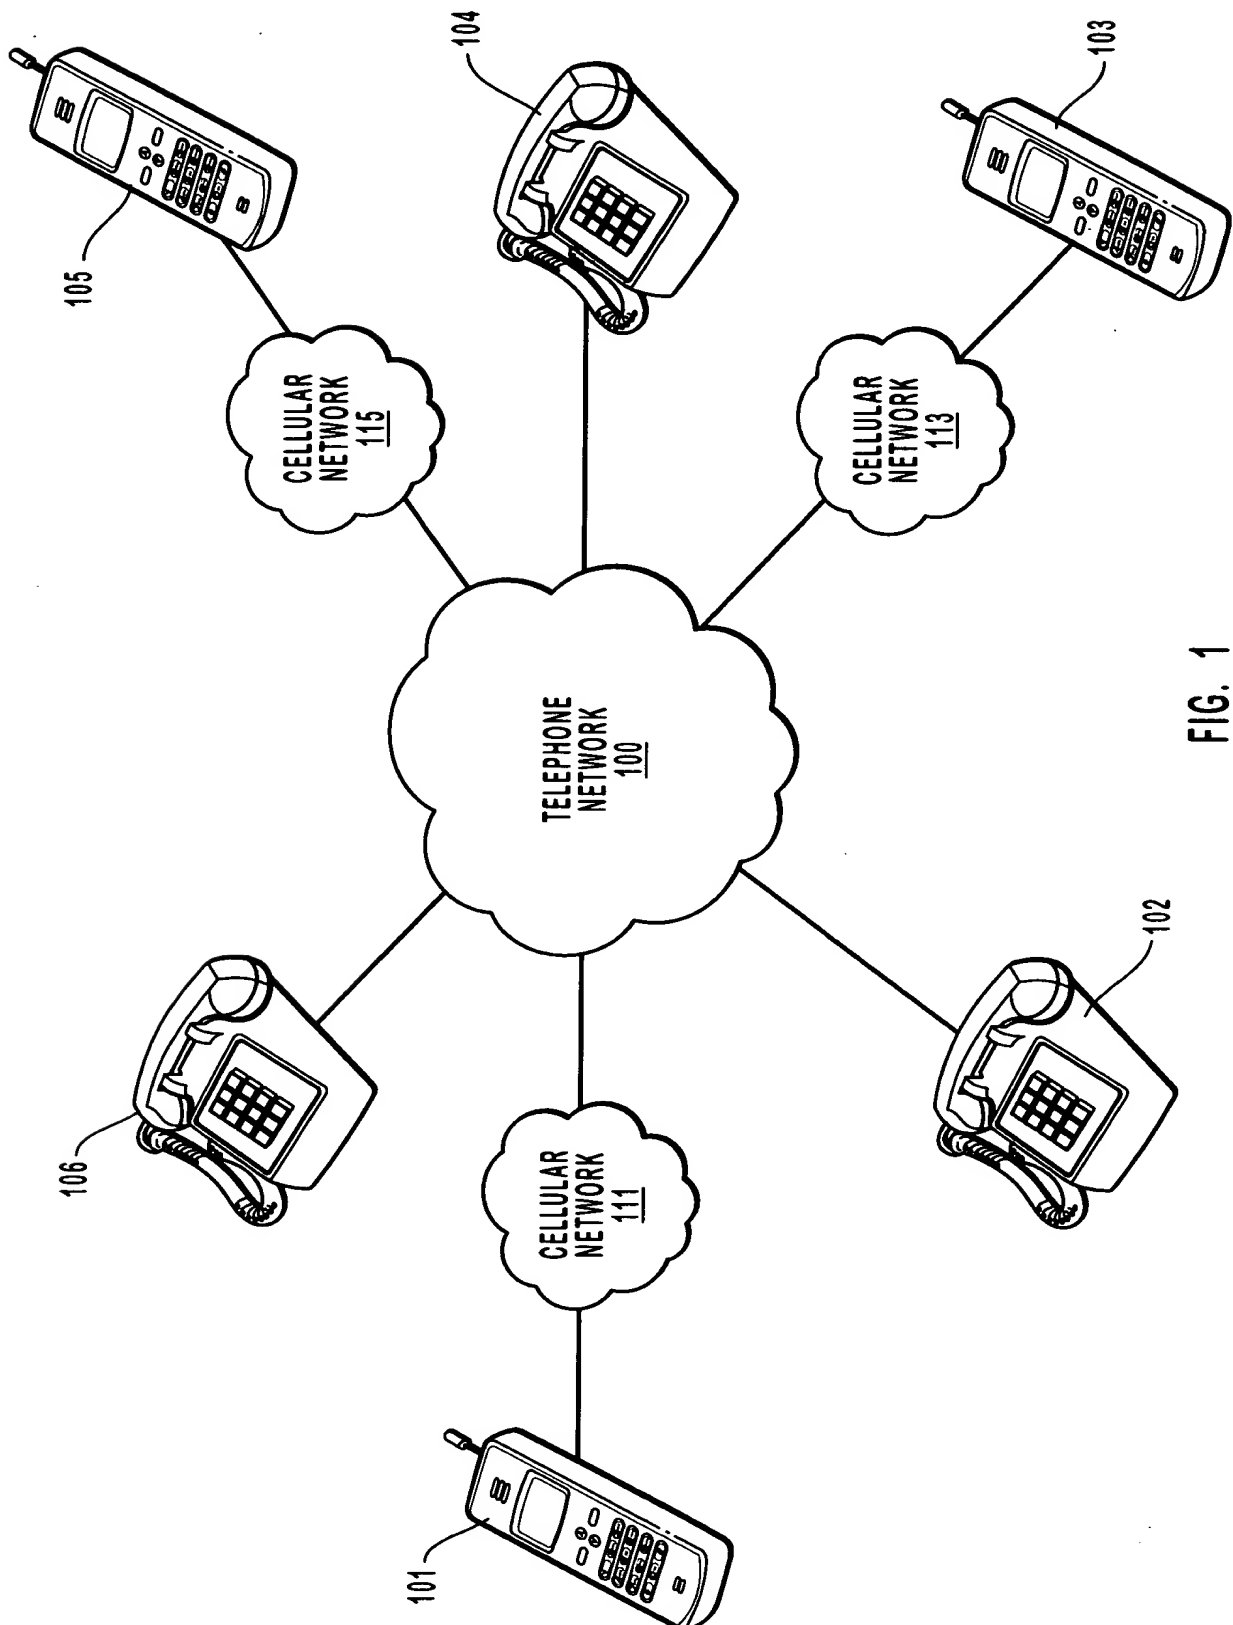 106
105
CELLULAR
NETWORK
115
101
104
CELLULAR
NETWORK
111
TELEPHONE
NETWORK
100
CELLULAR
NETWORK
113
103
102
FIG. 1